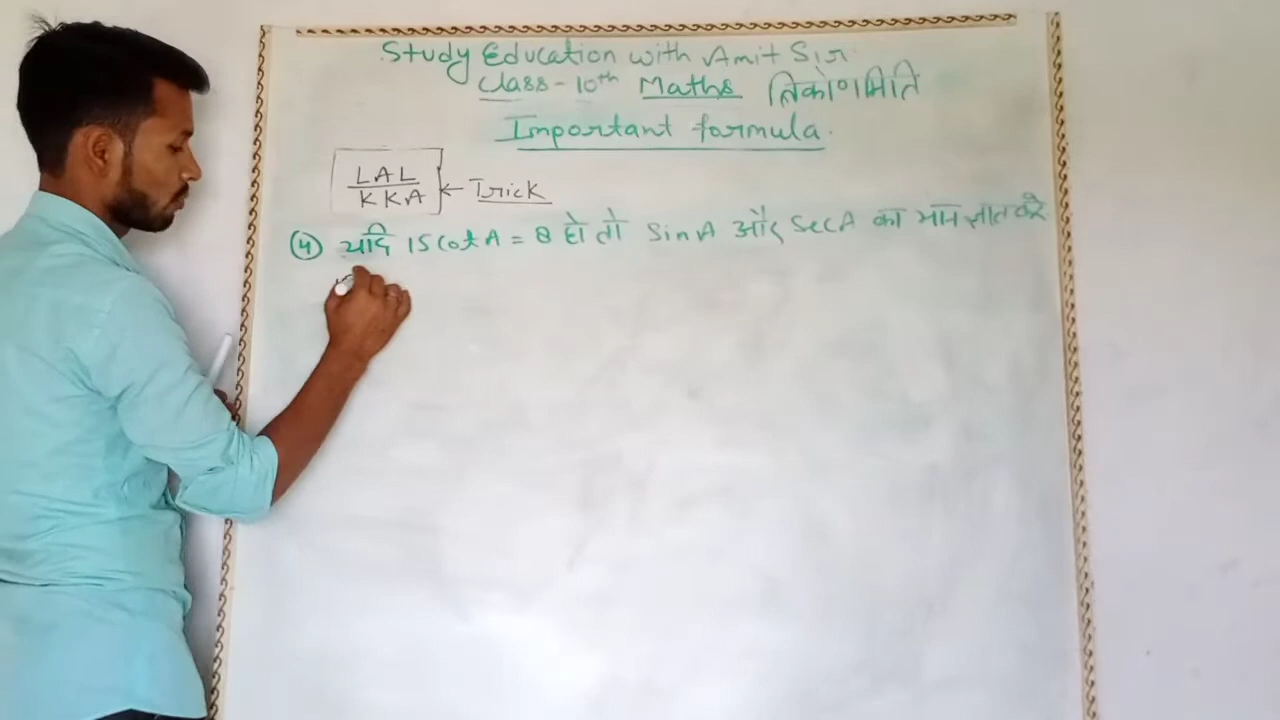 Study Education with Amit Sir
Class - 10th Maths त्रिकोणमिति
Important formula.
LAL
KKA ← Trick
(4) यदि 15 Cot A = 8 हो तो Sin A और Sec A का मान ज्ञात करे